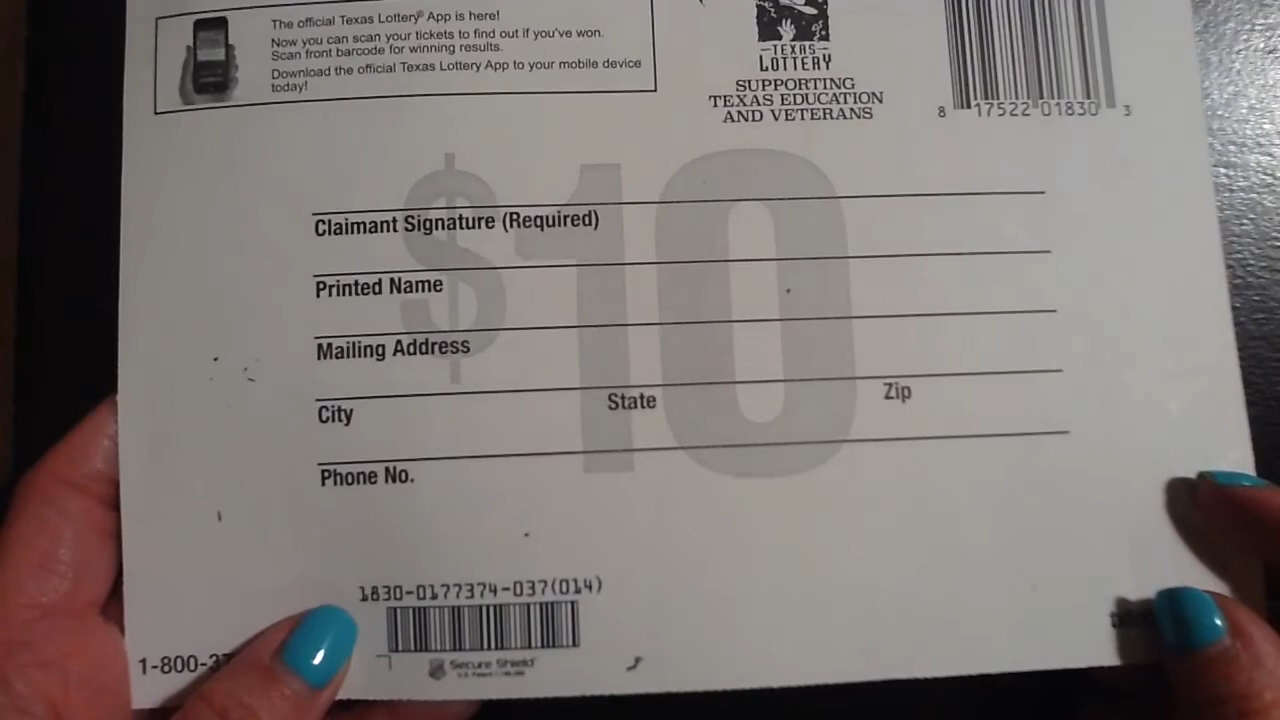 The official Texas Lottery® App is here!
Now you can scan your tickets to find out if you've won.
Scan front barcode for winning results.
Download the official Texas Lottery App to your mobile device
today!
TEXAS
LOTTERY
SUPPORTING
TEXAS EDUCATION
AND VETERANS
8 17522 01830 3
$10
Claimant Signature (Required)
Printed Name
Mailing Address
City State Zip
Phone No.
1830-0177374-037(014)
1-800-37
Secure Shield